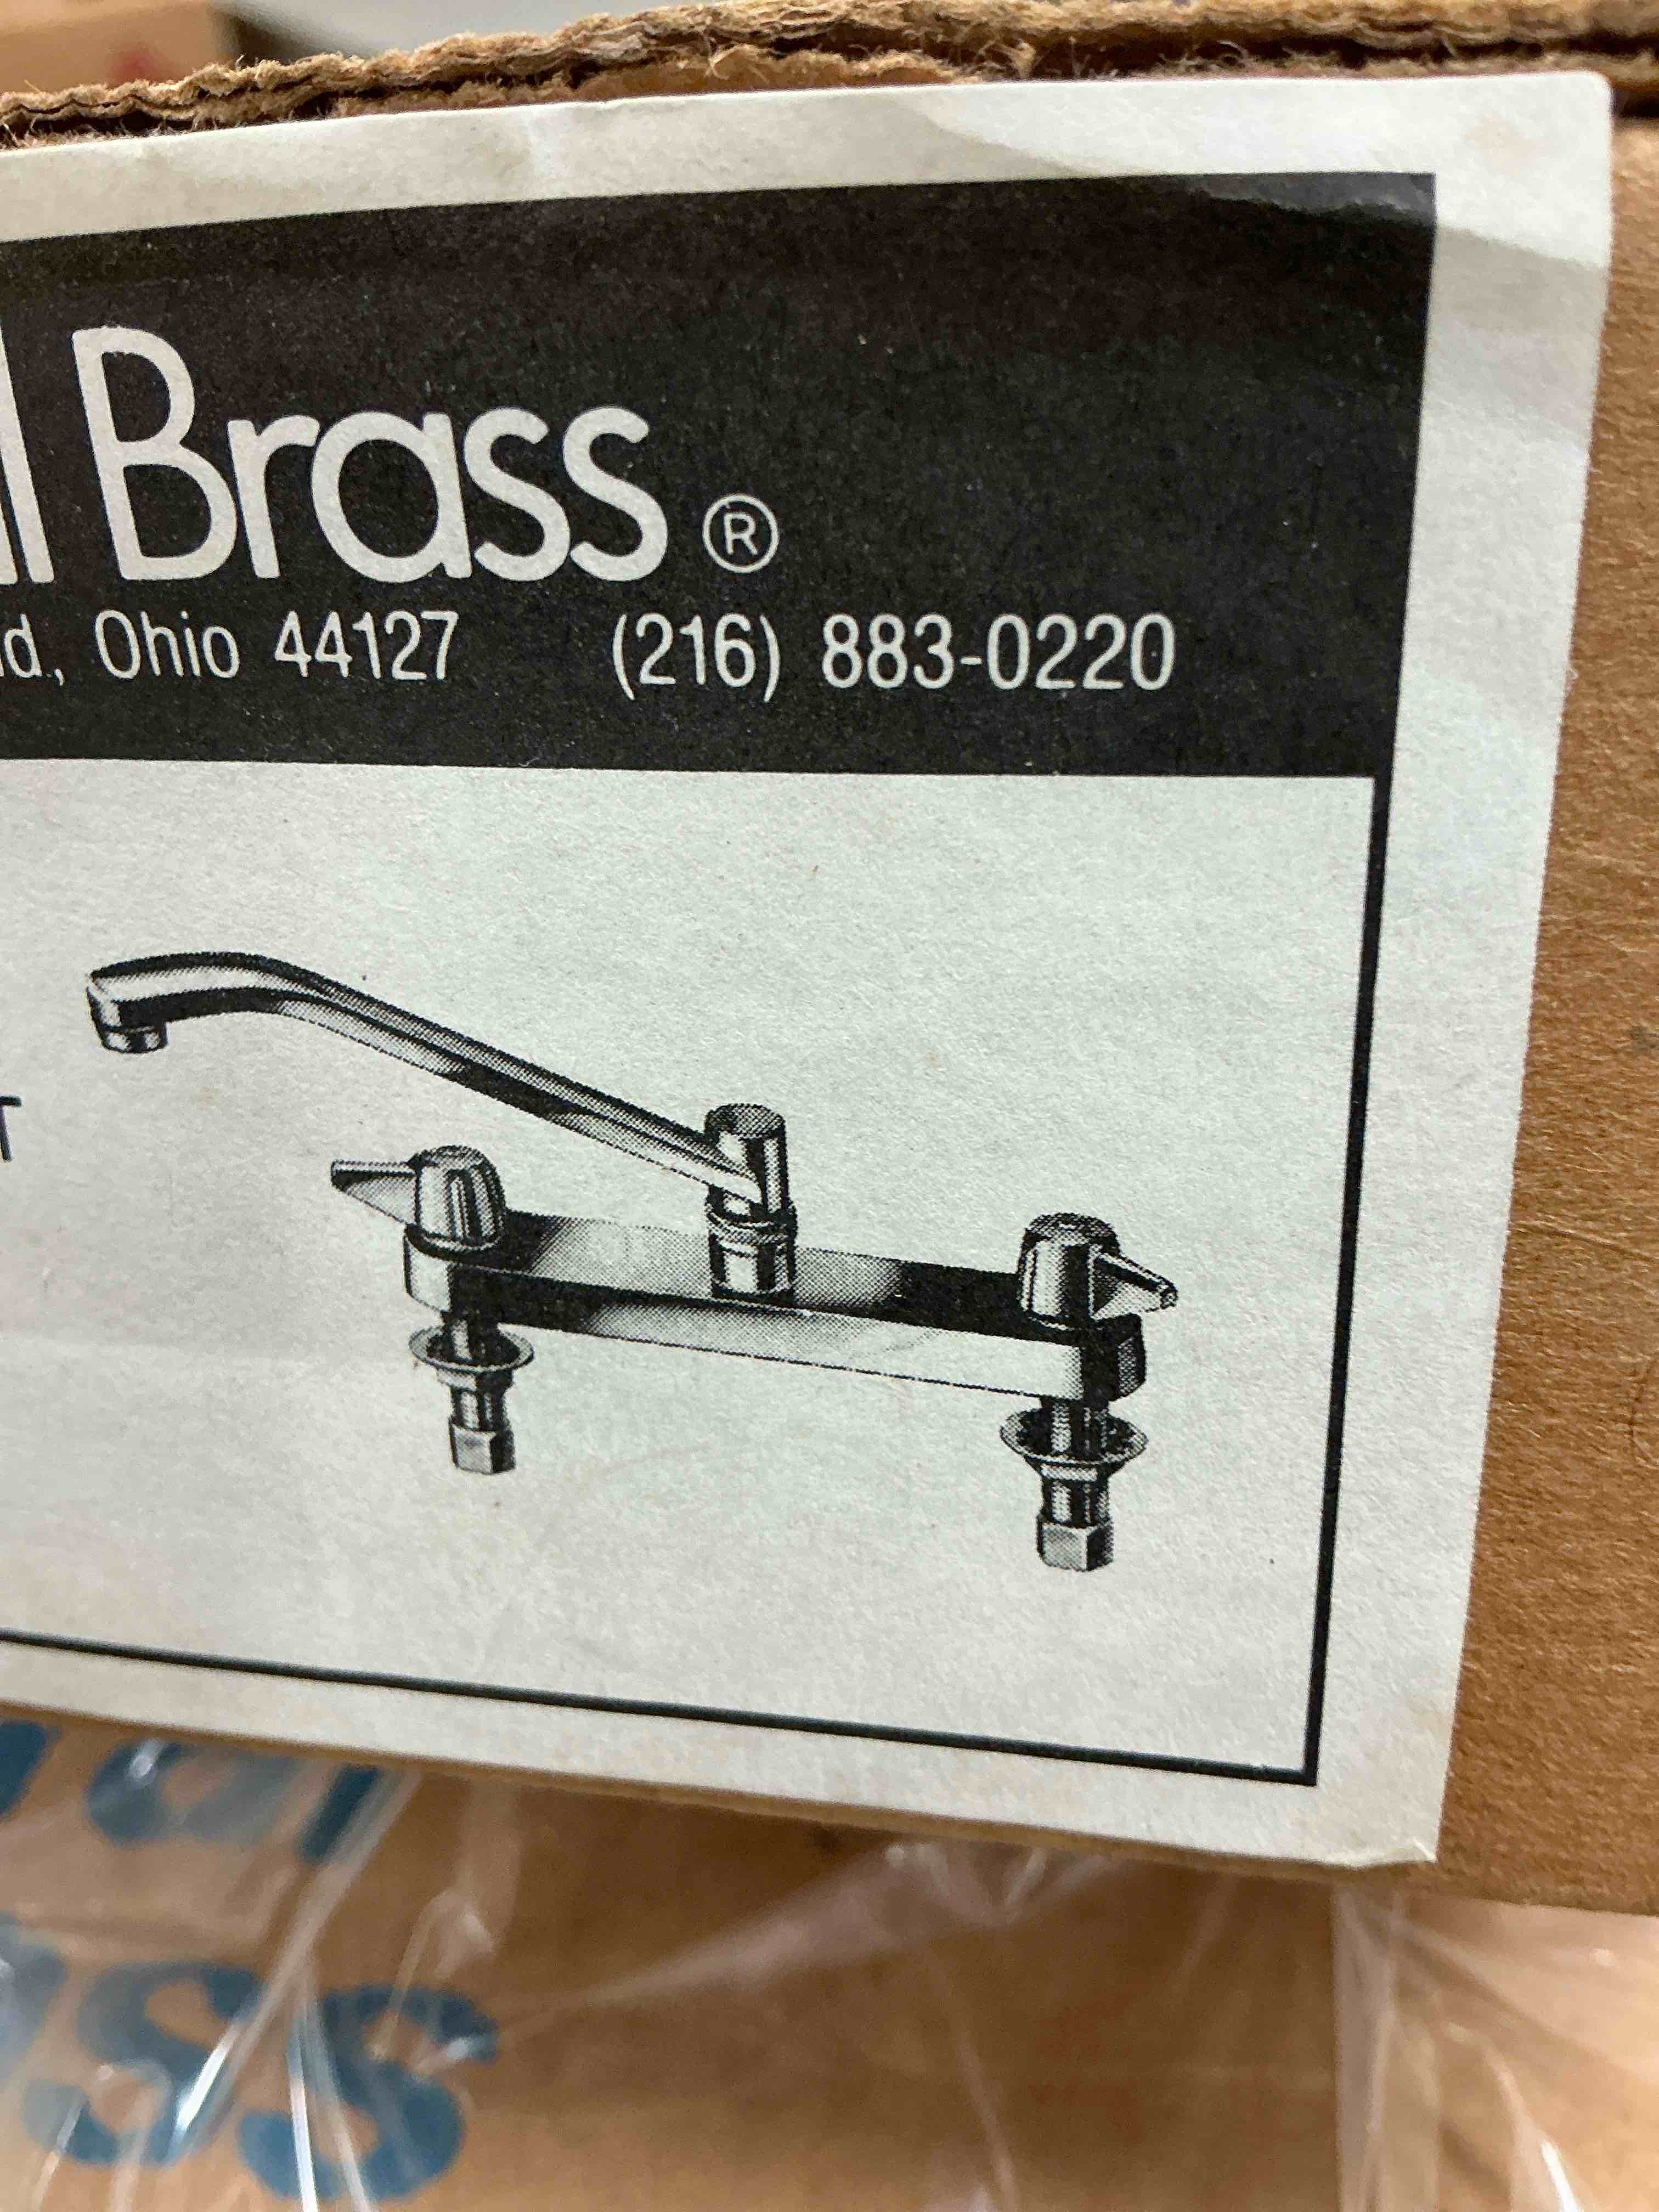 l Brass ®
d., Ohio 44127 (216) 883-0220
T